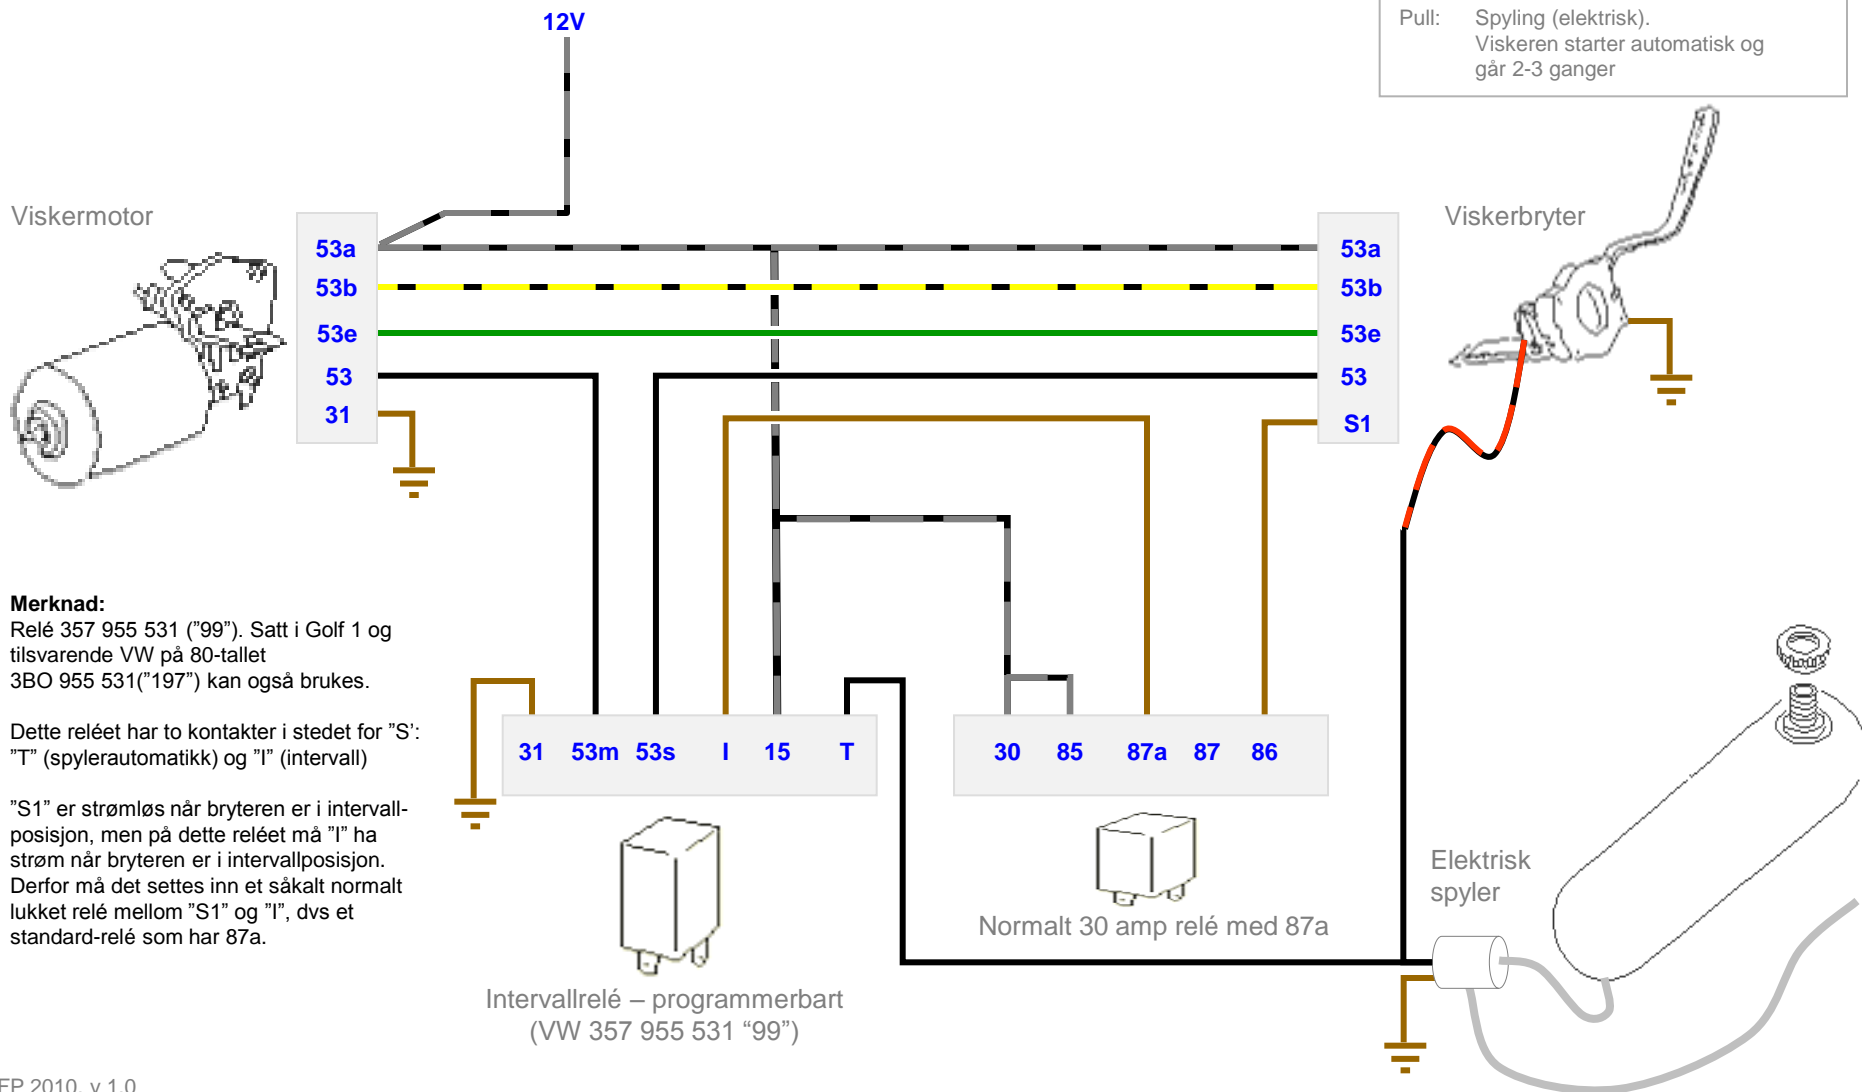 12V
Pull: Spyling (elektrisk).
Viskeren starter automatisk og
går 2-3 ganger
Viskermotor
53a
53b
53e
53
31
Viskerbryter
53a
53b
53e
53
S1
Merknad:
Relé 357 955 531 (”99”). Satt i Golf 1 og
tilsvarende VW på 80-tallet
3BO 955 531(”197”) kan også brukes.
Dette reléet har to kontakter i stedet for ”S’:
”T” (spylerautomatikk) og ”I” (intervall)
”S1” er strømløs når bryteren er i intervall-
posisjon, men på dette reléet må ”I” ha
strøm når bryteren er i intervallposisjon.
Derfor må det settes inn et såkalt normalt
lukket relé mellom ”S1” og ”I”, dvs et
standard-relé som har 87a.
31 53m 53s I 15 T
30 85 87a 87 86
Elektrisk
spyler
Normalt 30 amp relé med 87a
Intervallrelé – programmerbart
(VW 357 955 531 “99”)
EP 2010, v 1.0